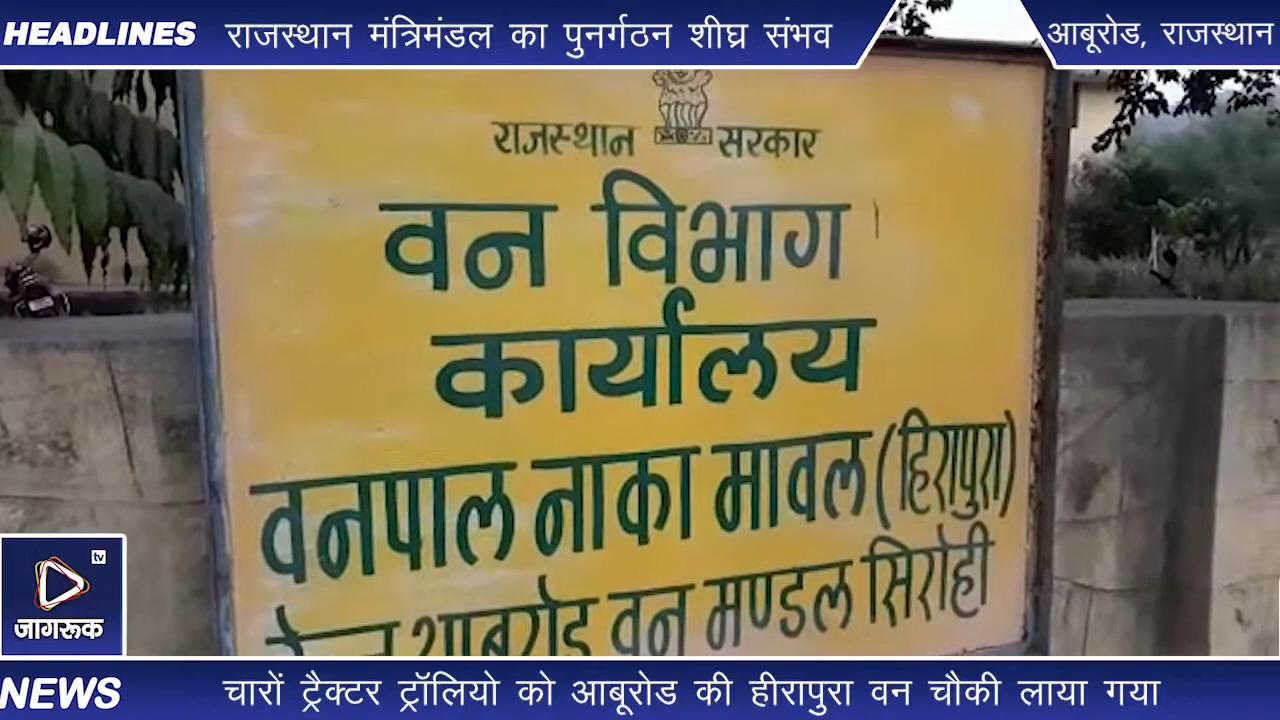 HEADLINES राजस्थान मंत्रिमंडल का पुनर्गठन शीघ्र संभव
आबूरोड, राजस्थान
राजस्थान सरकार
वन विभाग
कार्यालय
वनपाल नाका मावल (हिरापुरा)
रेन्ज आबूरोड वन मण्डल सिरोही
tv
जागरूक
NEWS चारों ट्रैक्टर ट्रॉलियो को आबूरोड की हीरापुरा वन चौकी लाया गया